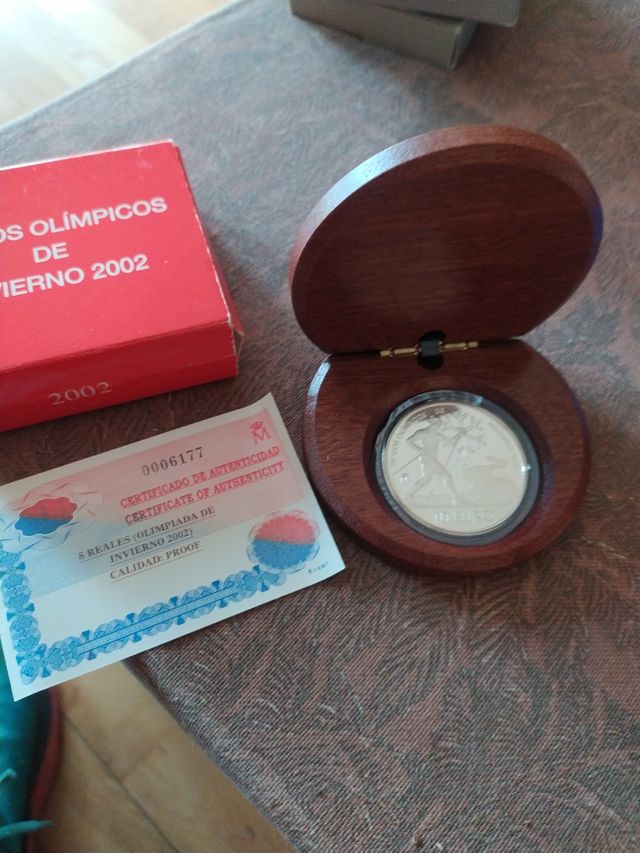 OS OLÍMPICOS
DE
IERNO 2002
2002
0006177
M
CERTIFICADO DE AUTENTICIDAD
CERTIFICATE OF AUTHENTICITY
8 REALES (OLIMPIADA DE
INVIERNO 2002)
CALIDAD: PROOF
10 EURO